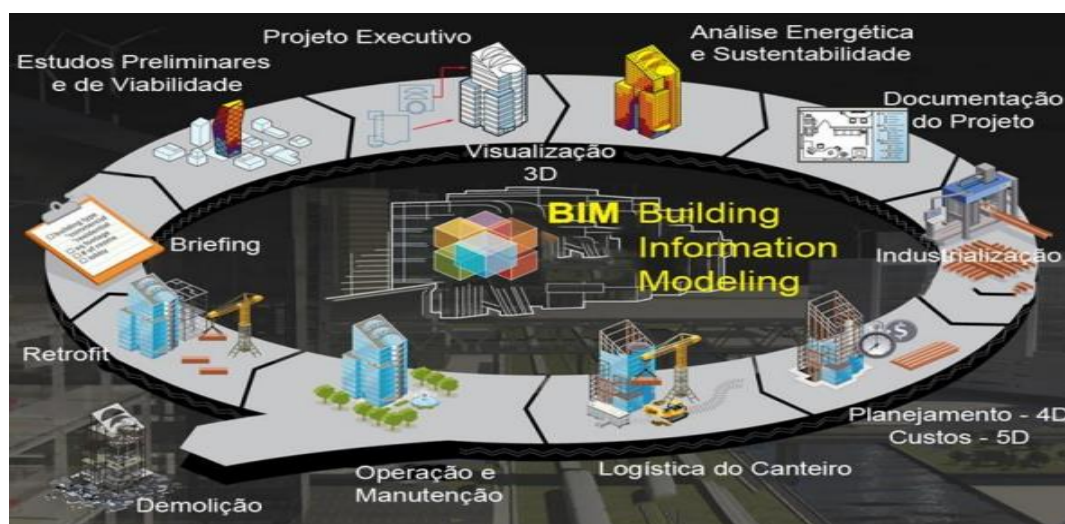 Projeto Executivo
Análise Energética
e Sustentabilidade
Estudos Preliminares
e de Viabilidade
Documentação
do Projeto
Visualização
3D
BIM Building
Information
Modeling
Briefing
Industrialização
Retrofit
Planejamento - 4D
Custos - 5D
Logística do Canteiro
Operação e
Manutenção
Demolição